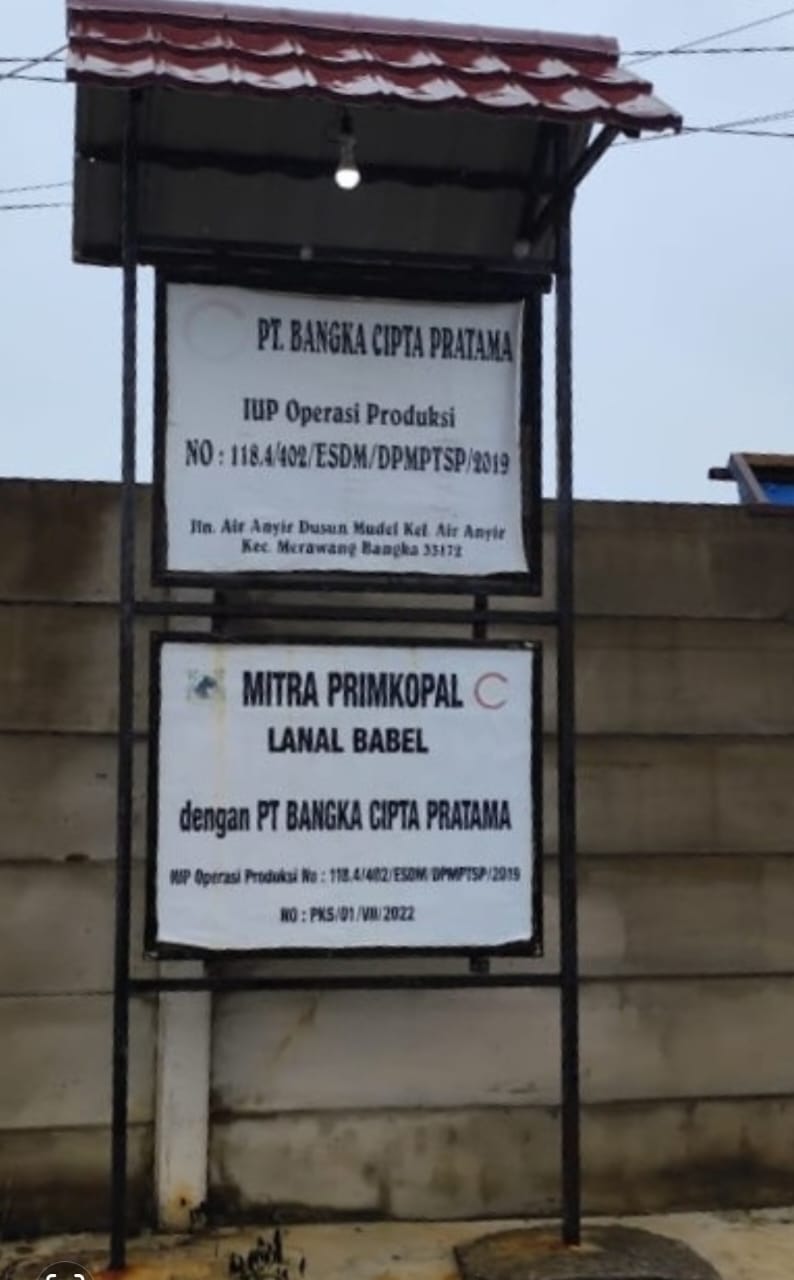 PT. BANGKA CIPTA PRATAMA
IUP Operasi Produksi
NO : 118.4/402/ESDM/DPMPTSP/2019
Jln. Air Anyir Dusun Mudel Kel. Air Anyir
Kec. Merawang Bangka 33172
MITRA PRIMKOPAL
LANAL BABEL
dengan PT BANGKA CIPTA PRATAMA
IUP Operasi Produksi No : 118.4/402/ESDM/DPMPTSP/2019
NO : PKS/01/VII/2022